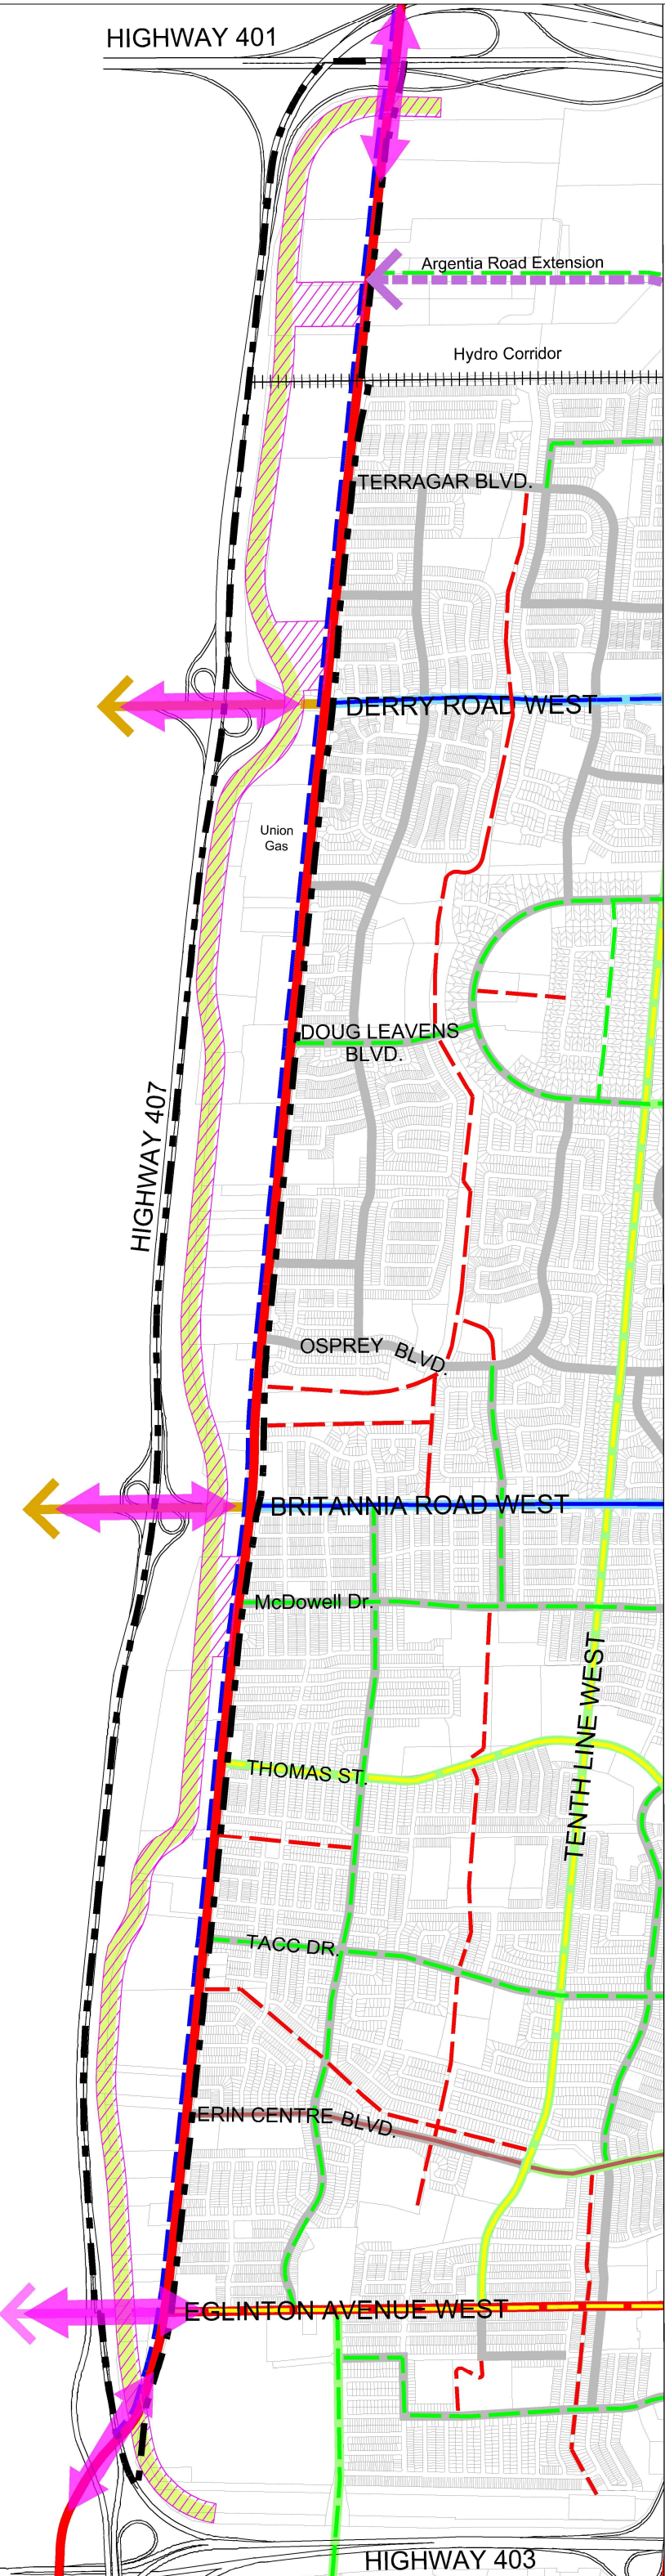 HIGHWAY 401
Argentia Road Extension
Hydro Corridor
TERRAGAR BLVD.
DERRY ROAD WEST
Union
Gas
DOUG LEAVENS
BLVD.
HIGHWAY 407
OSPREY BLVD.
BRITANNIA ROAD WEST
McDowell Dr.
TENTH LINE WEST
THOMAS ST.
TACC DR.
ERIN CENTRE BLVD.
EGLINTON AVENUE WEST
HIGHWAY 403